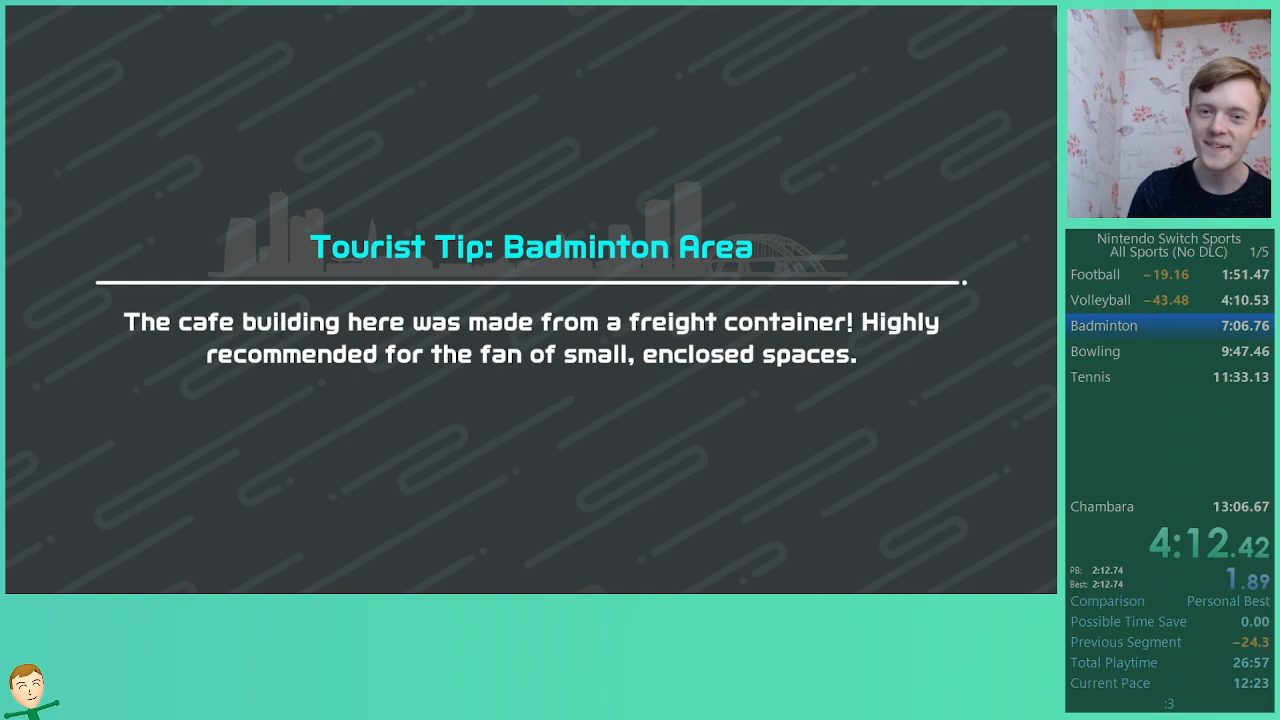 Tourist Tip: Badminton Area
The cafe building here was made from a freight container! Highly
recommended for the fan of small, enclosed spaces.
Nintendo Switch Sports
All Sports (No DLC) 1/5
Football −19.16 1:51.47
Volleyball −43.48 4:10.53
Badminton 7:06.76
Bowling 9:47.46
Tennis 11:33.13
Chambara 13:06.67
4:12.42
PB: 2:12.74
Best: 2:12.74
1.89
Comparison Personal Best
Possible Time Save 0.00
Previous Segment −24.3
Total Playtime 26:57
Current Pace 12:23
:3